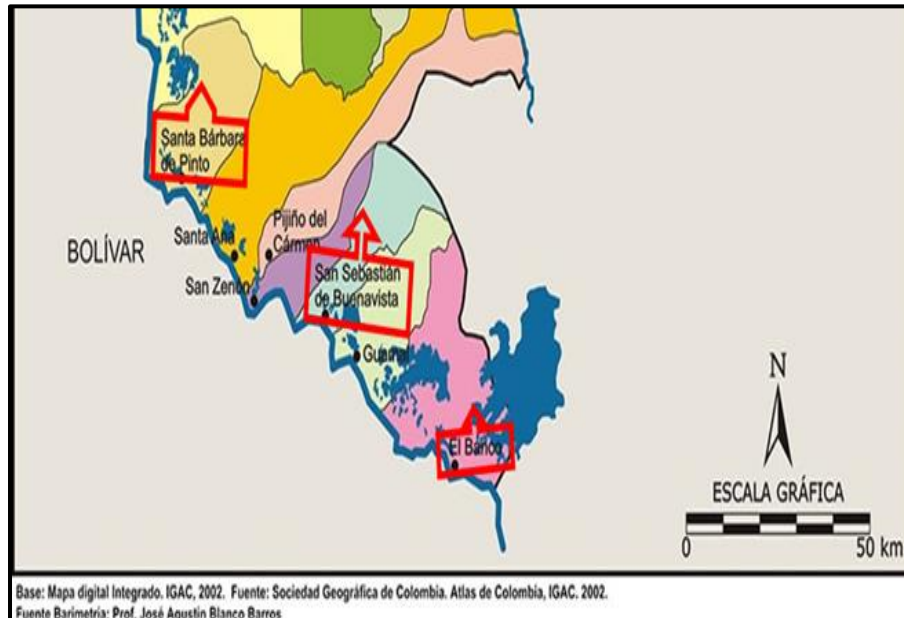 Santa Bárbara
de Pinto
BOLÍVAR
Santa Ana
Pijiño del
Cármen
San Zenón
San Sebastián
de Buenavista
Guamal
El Banco
N
ESCALA GRÁFICA
0 50 km
Base: Mapa digital Integrado. IGAC, 2002. Fuente: Sociedad Geográfica de Colombia. Atlas de Colombia, IGAC. 2002.
Fuente Barimetria: Prof. José Agustin Blanco Barros